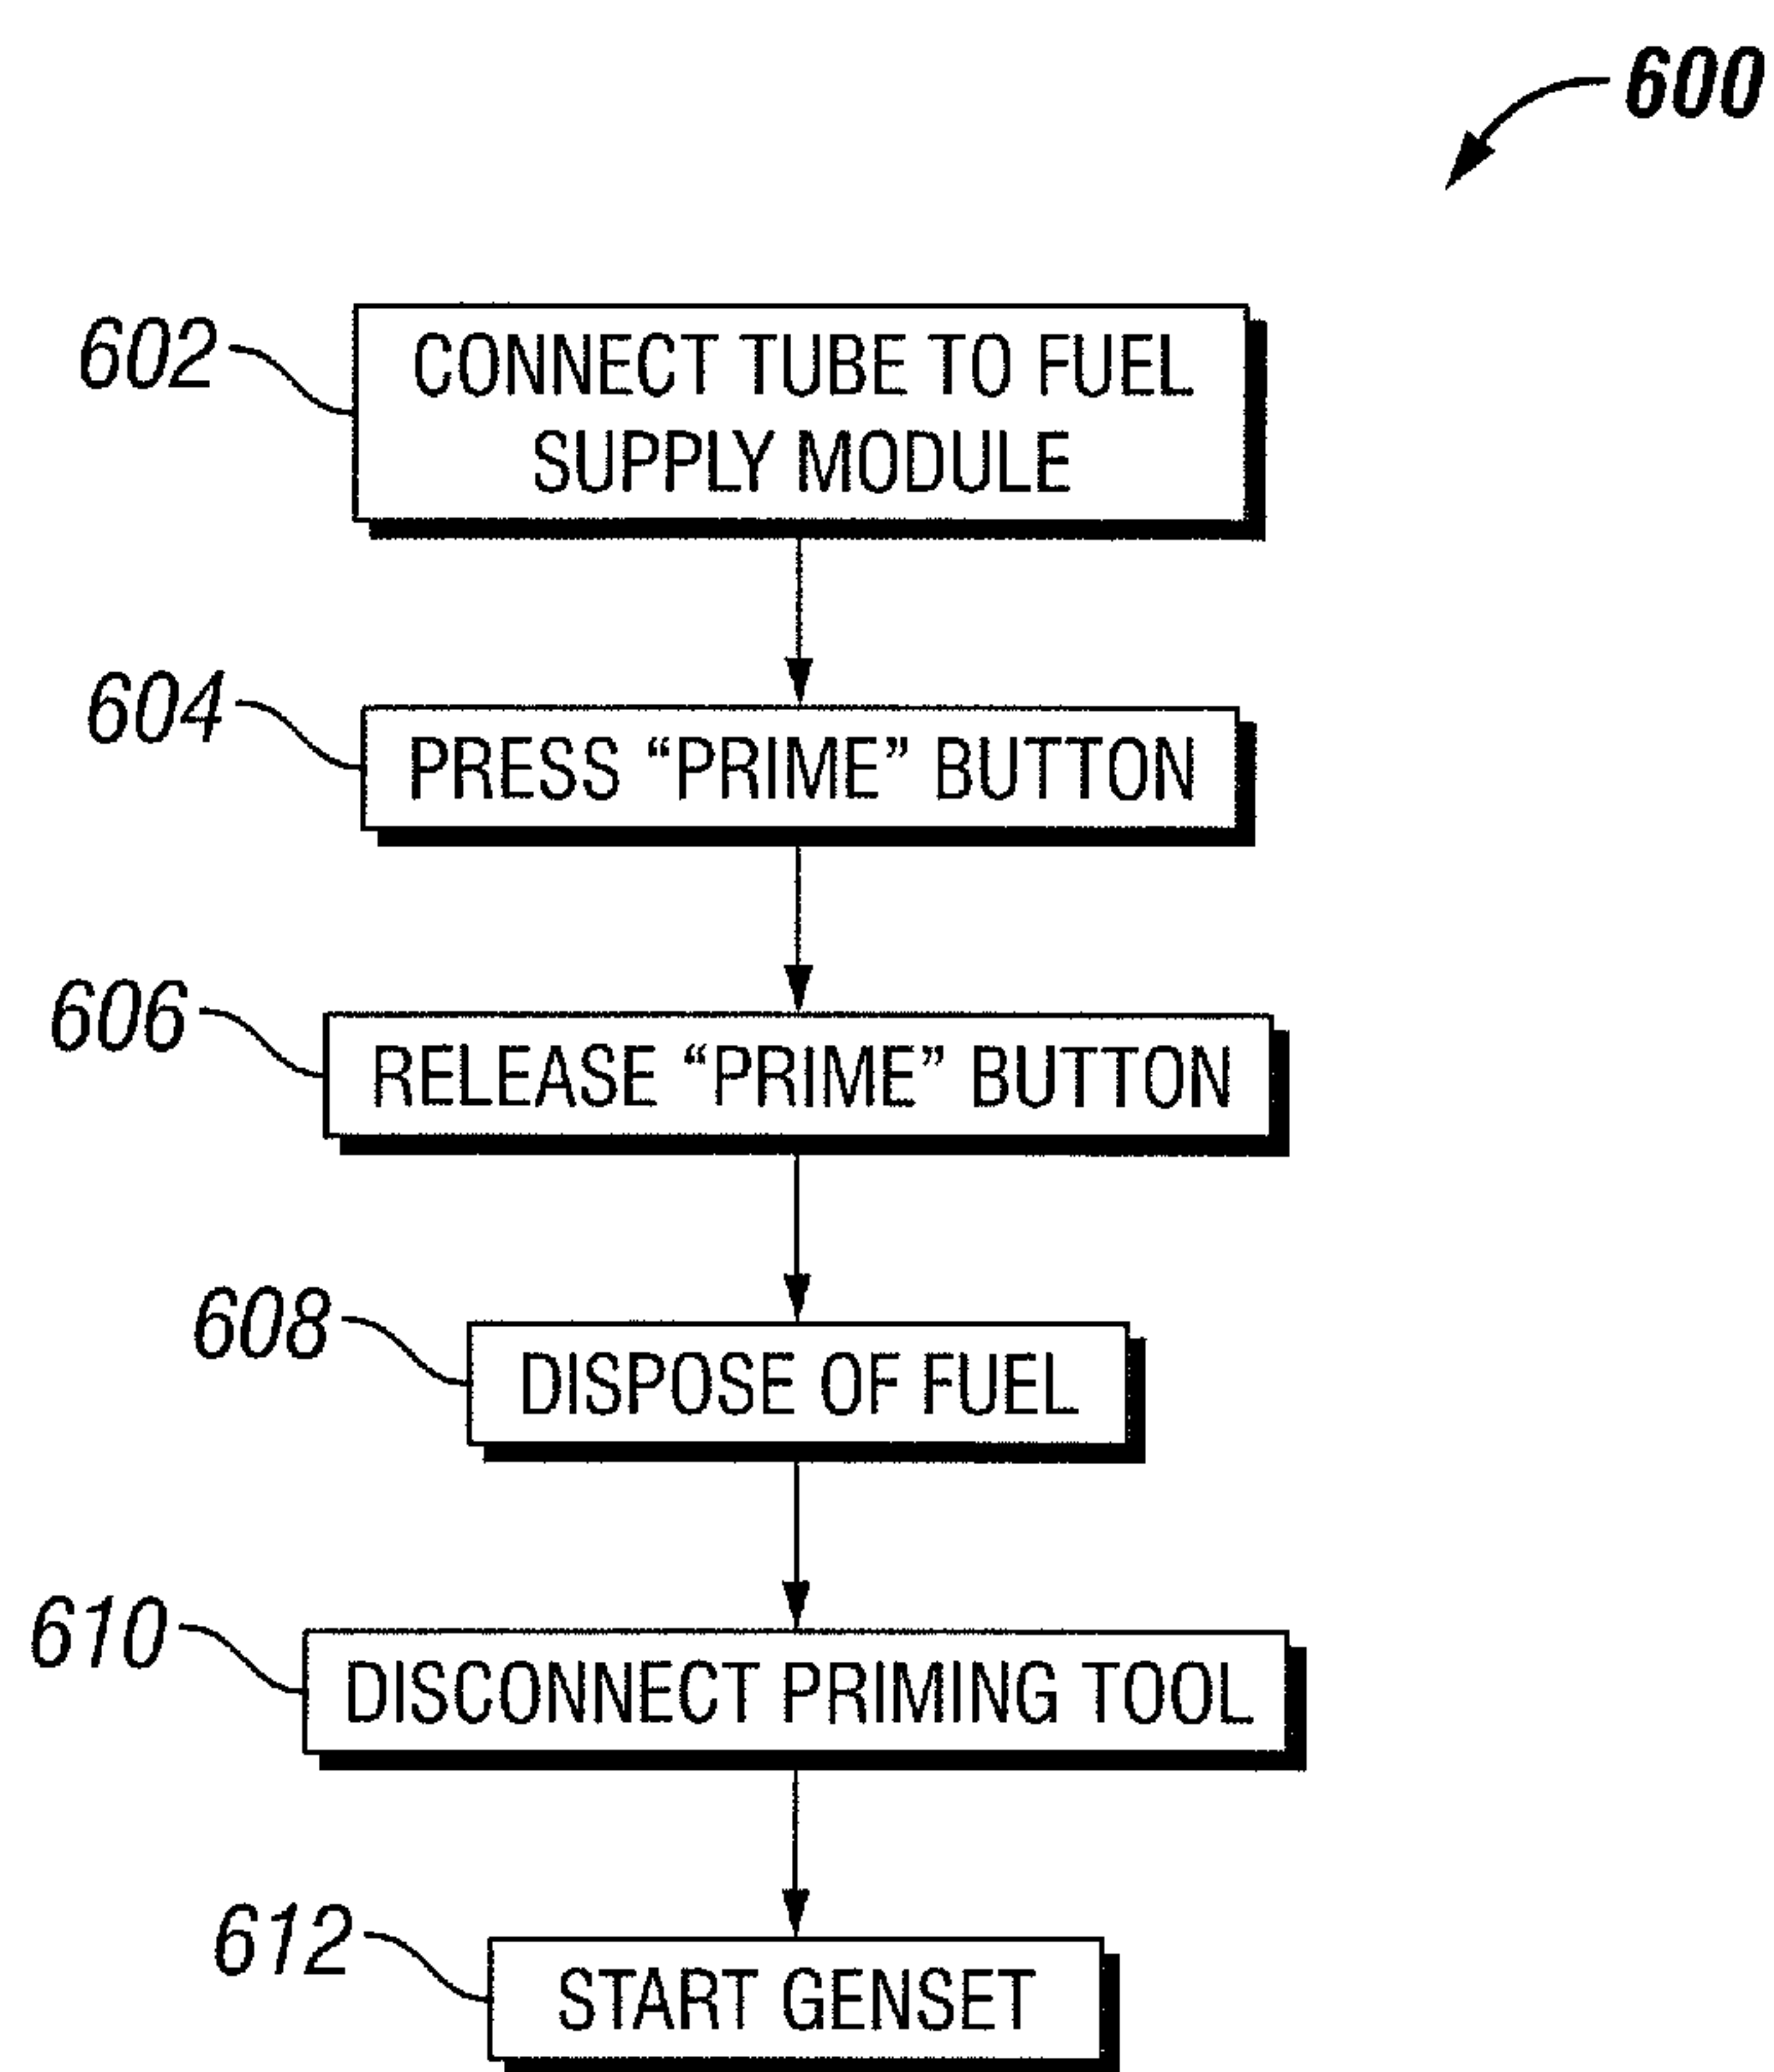 600
602
CONNECT TUBE TO FUEL
SUPPLY MODULE
604
PRESS “PRIME” BUTTON
606
RELEASE “PRIME” BUTTON
608
DISPOSE OF FUEL
610
DISCONNECT PRIMING TOOL
612
START GENSET